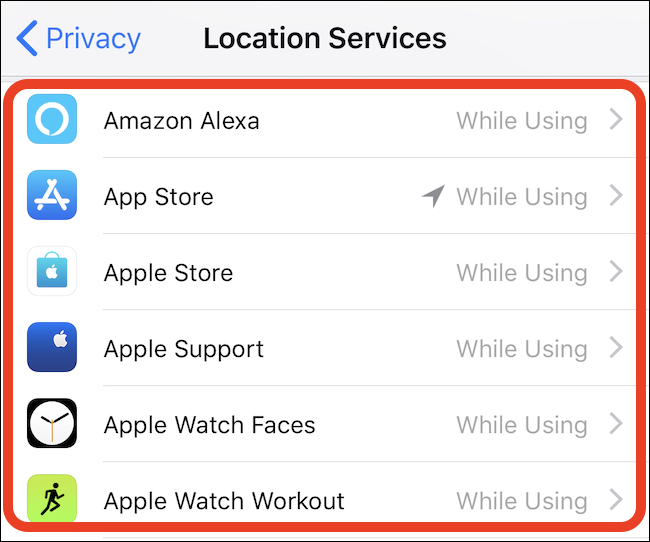 Privacy Location Services
Amazon Alexa While Using
App Store While Using
Apple Store While Using
Apple Support While Using
Apple Watch Faces While Using
Apple Watch Workout While Using